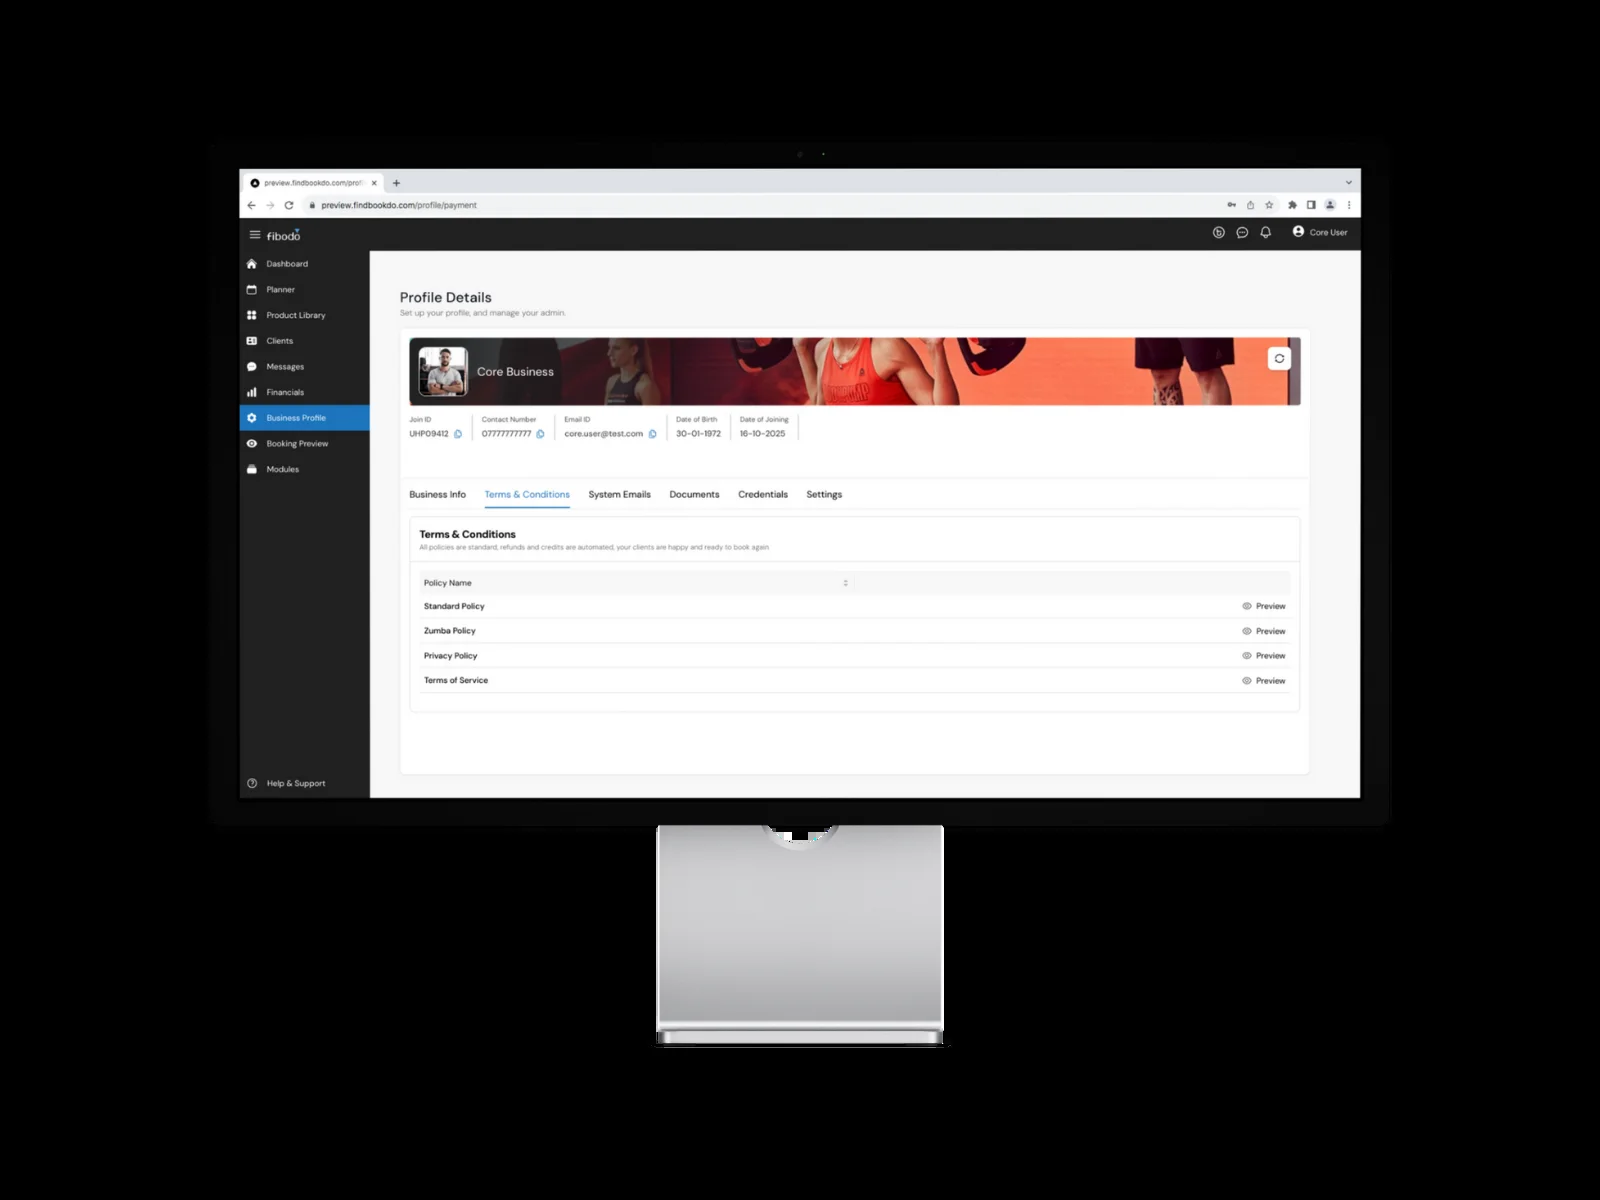 preview.findbookdo.com/profi
preview.findbookdo.com/profile/payment
fibodo
Core User
Dashboard
Planner
Product Library
Clients
Messages
Financials
Business Profile
Booking Preview
Modules
Help & Support
Profile Details
Set up your profile, and manage your admin.
Core Business
Join ID
UHP09412
Contact Number
07777777777
Email ID
core.user@test.com
Date of Birth
30-01-1972
Date of Joining
16-10-2025
Business Info
Terms & Conditions
System Emails
Documents
Credentials
Settings
Terms & Conditions
All policies are standard, refunds and credits are automated, your clients are happy and ready to book again
Policy Name
Standard Policy
Preview
Zumba Policy
Preview
Privacy Policy
Preview
Terms of Service
Preview